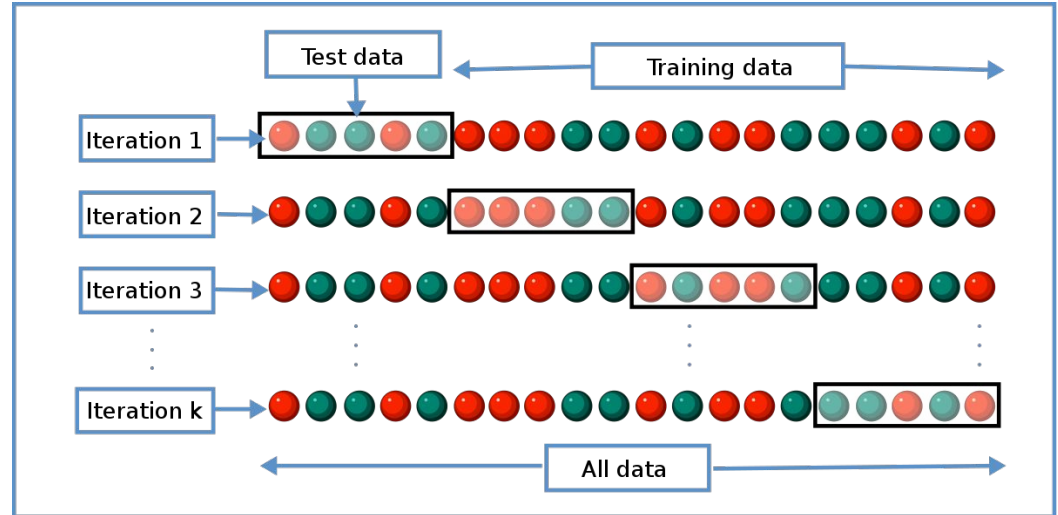 Test data
Training data
Iteration 1
Iteration 2
Iteration 3
Iteration k
All data